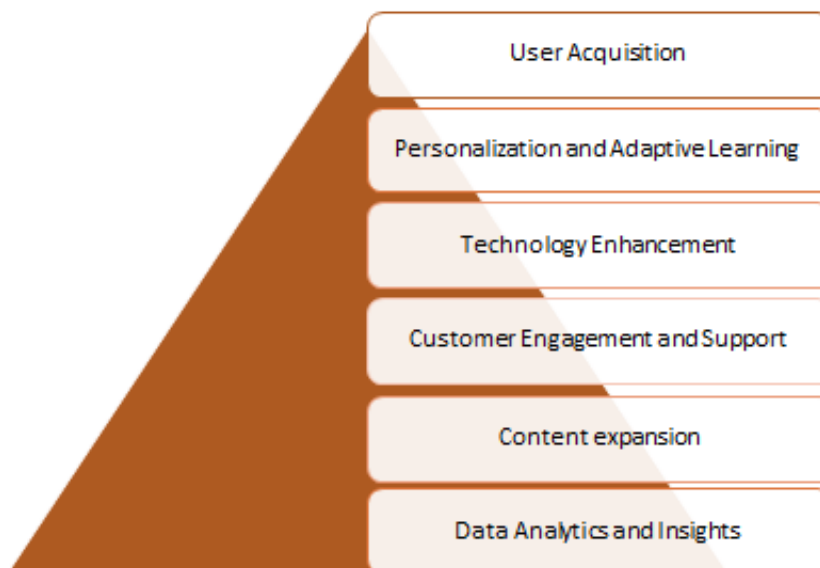 User Acquisition
Personalization and Adaptive Learning
Technology Enhancement
Customer Engagement and Support
Content expansion
Data Analytics and Insights